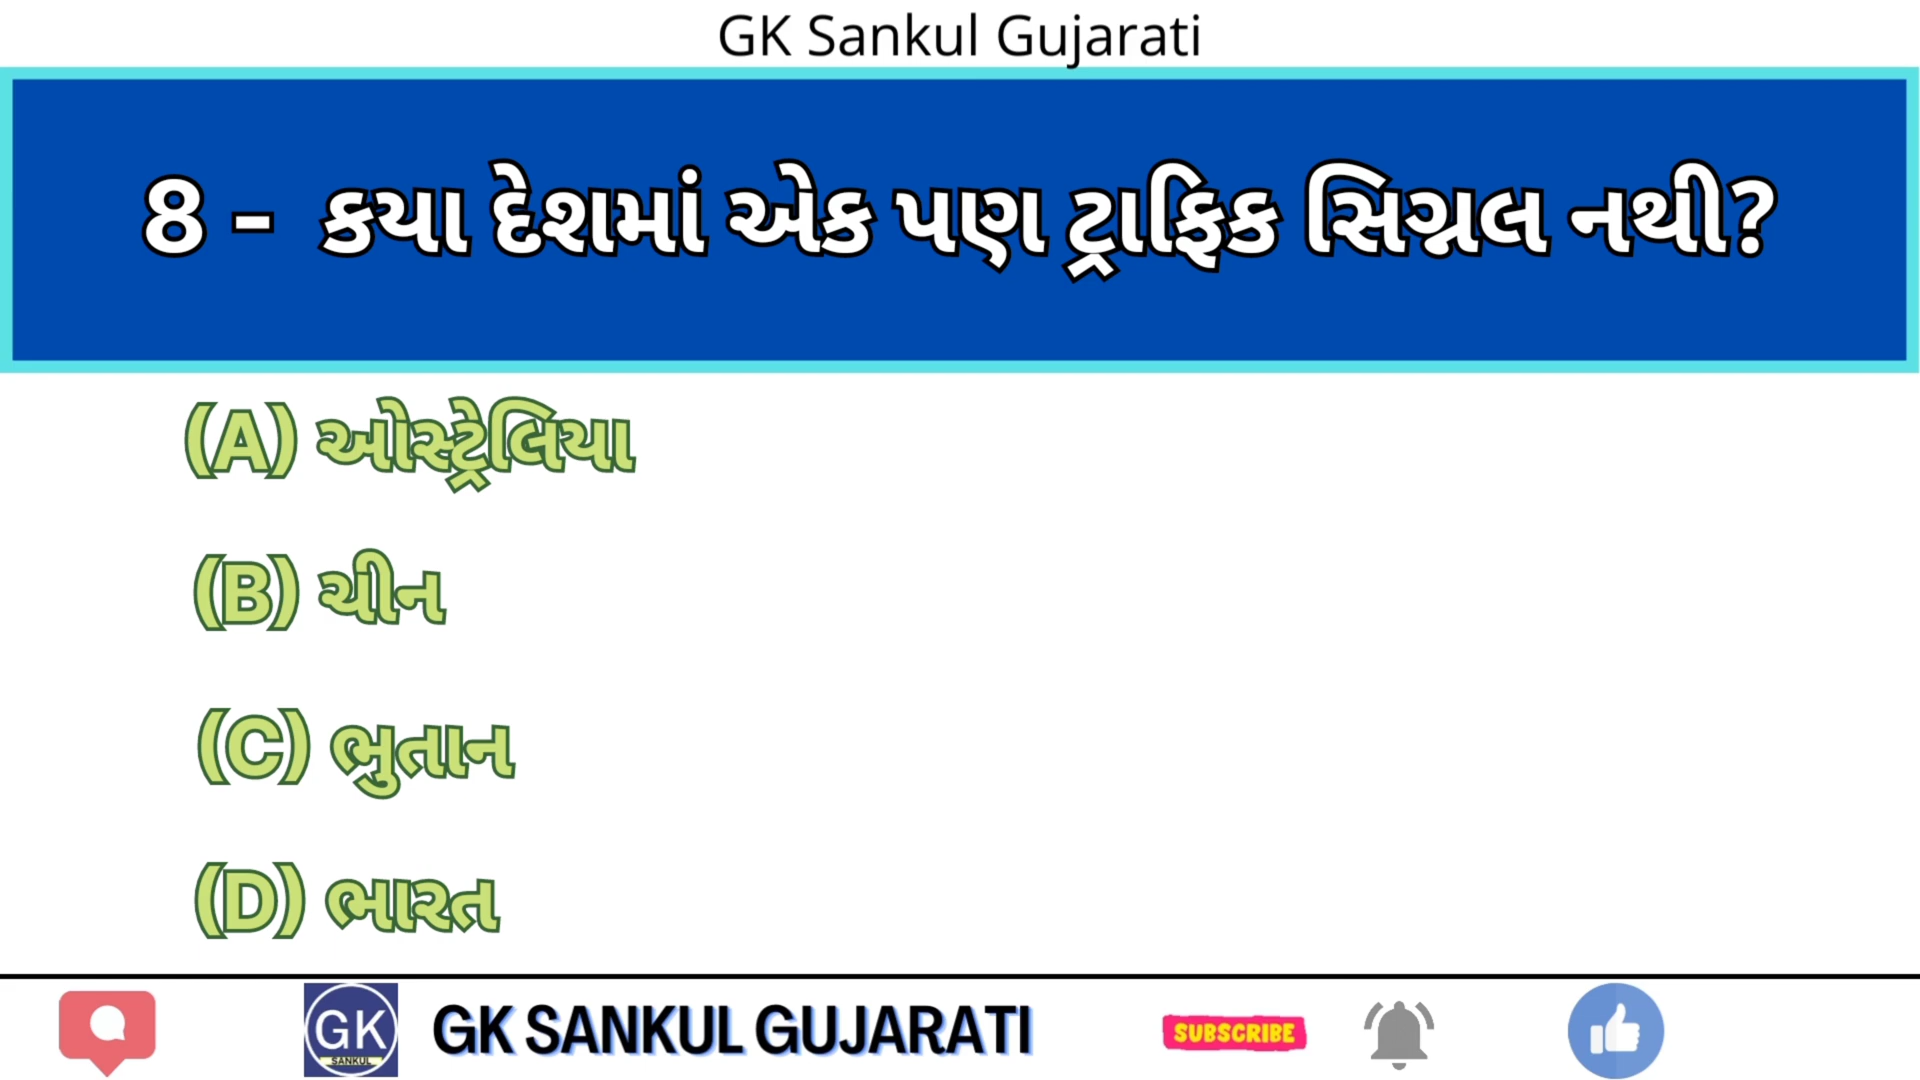 GK Sankul Gujarati
8 - કયા દેશમાં એક પણ ટ્રાફિક સિગ્નલ નથી?
(A) ઓસ્ટ્રેલિયા
(B) ચીન
(C) ભુતાન
(D) ભારત
GK
SANKUL
GK SANKUL GUJARATI
SUBSCRIBE